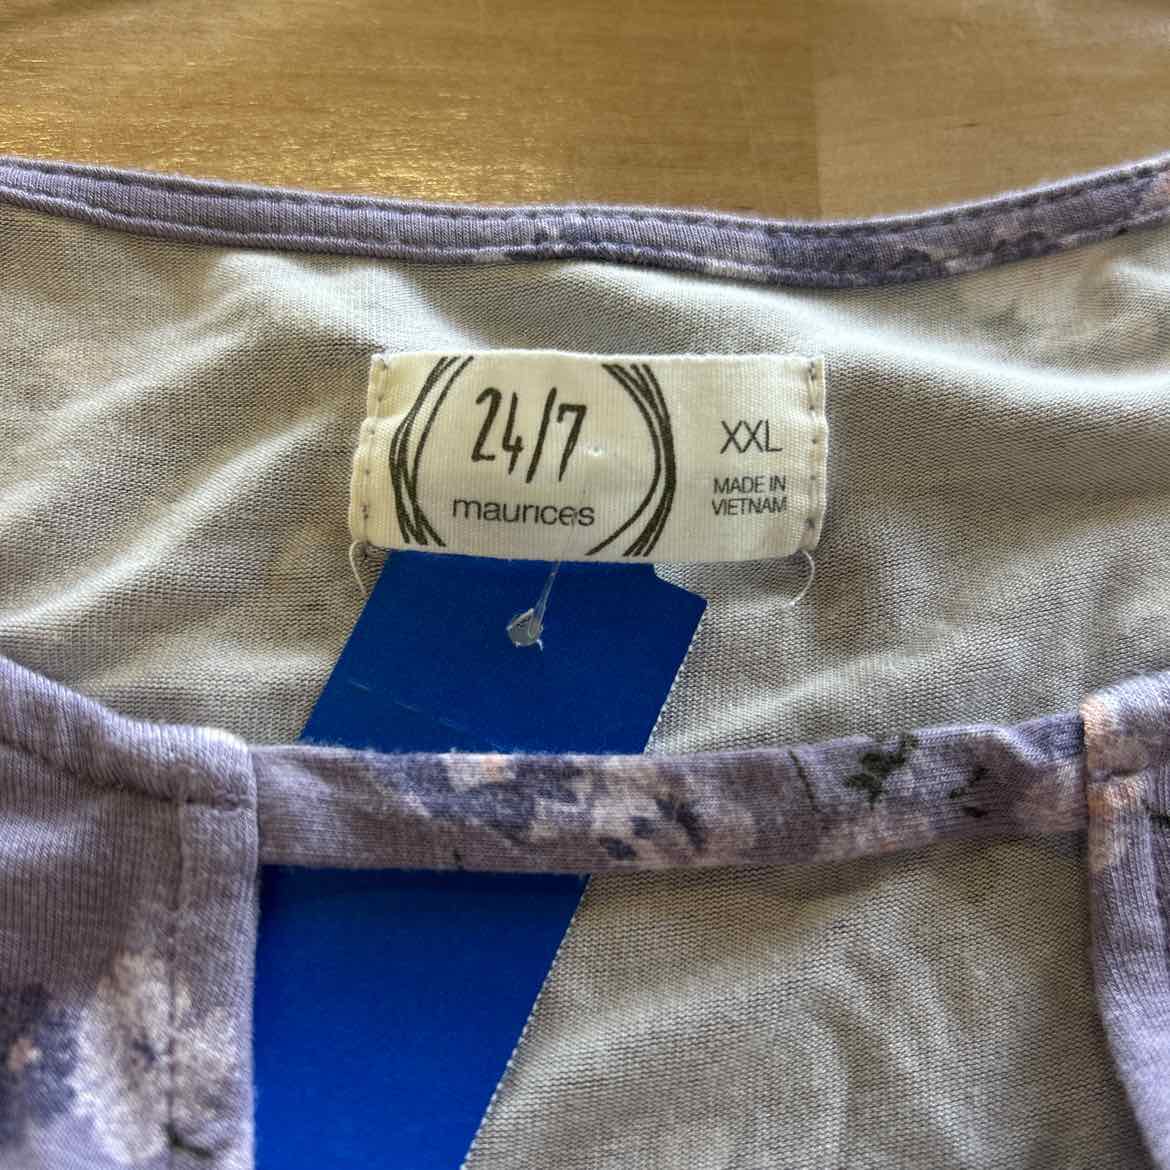 24/7
maurices
XXL
MADE IN
VIETNAM